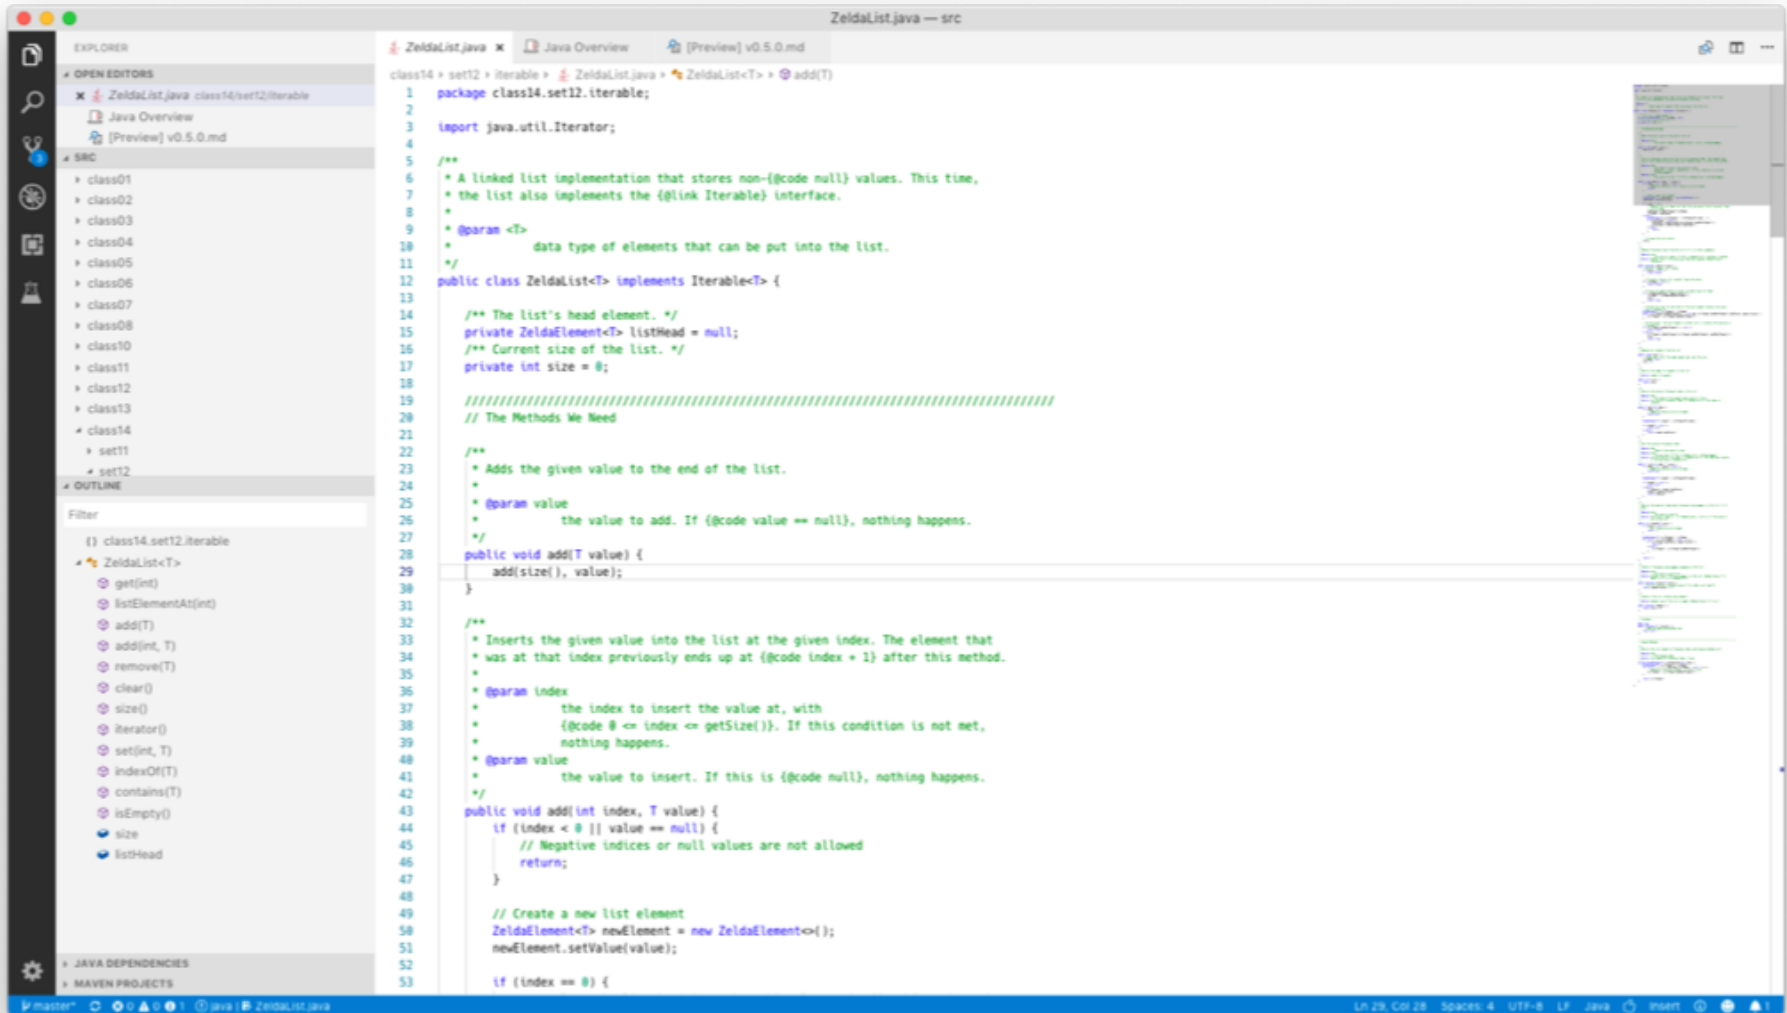 ZeldaList.java — src
EXPLORER
OPEN EDITORS
ZeldaList.java class14/set12/iterable
Java Overview
[Preview] v0.5.0.md
SRC
class01
class02
class03
class04
class05
class06
class07
class08
class10
class11
class12
class13
class14
set11
set12
OUTLINE
Filter
{} class14.set12.iterable
ZeldaList<T>
get(int)
listElementAt(int)
add(T)
add(int, T)
remove(T)
clear()
size()
iterator()
set(int, T)
indexOf(T)
contains(T)
isEmpty()
size
listHead
JAVA DEPENDENCIES
MAVEN PROJECTS
ZeldaList.java × Java Overview [Preview] v0.5.0.md
class14 › set12 › iterable › ZeldaList.java › ZeldaList<T> › add(T)
1 package class14.set12.iterable;
2
3 import java.util.Iterator;
4
5 /**
6 * A linked list implementation that stores non-{@code null} values. This time,
7 * the list also implements the {@link Iterable} interface.
8 *
9 * @param <T>
10 * data type of elements that can be put into the list.
11 */
12 public class ZeldaList<T> implements Iterable<T> {
13
14 /** The list's head element. */
15 private ZeldaElement<T> listHead = null;
16 /** Current size of the list. */
17 private int size = 0;
18
19 //////////////////////////////////////////////////////////////////////////////////////
20 // The Methods We Need
21
22 /**
23 * Adds the given value to the end of the list.
24 *
25 * @param value
26 * the value to add. If {@code value == null}, nothing happens.
27 */
28 public void add(T value) {
29 add(size(), value);
30 }
31
32 /**
33 * Inserts the given value into the list at the given index. The element that
34 * was at that index previously ends up at {@code index + 1} after this method.
35 *
36 * @param index
37 * the index to insert the value at, with
38 * {@code 0 <= index <= getSize()}. If this condition is not met,
39 * nothing happens.
40 * @param value
41 * the value to insert. If this is {@code null}, nothing happens.
42 */
43 public void add(int index, T value) {
44 if (index < 0 || value == null) {
45 // Negative indices or null values are not allowed
46 return;
47 }
48
49 // Create a new list element
50 ZeldaElement<T> newElement = new ZeldaElement<>();
51 newElement.setValue(value);
52
53 if (index == 0) {
master* 0 0 1 java | ZeldaList.java Ln 29, Col 28 Spaces: 4 UTF-8 LF Java Insert 1